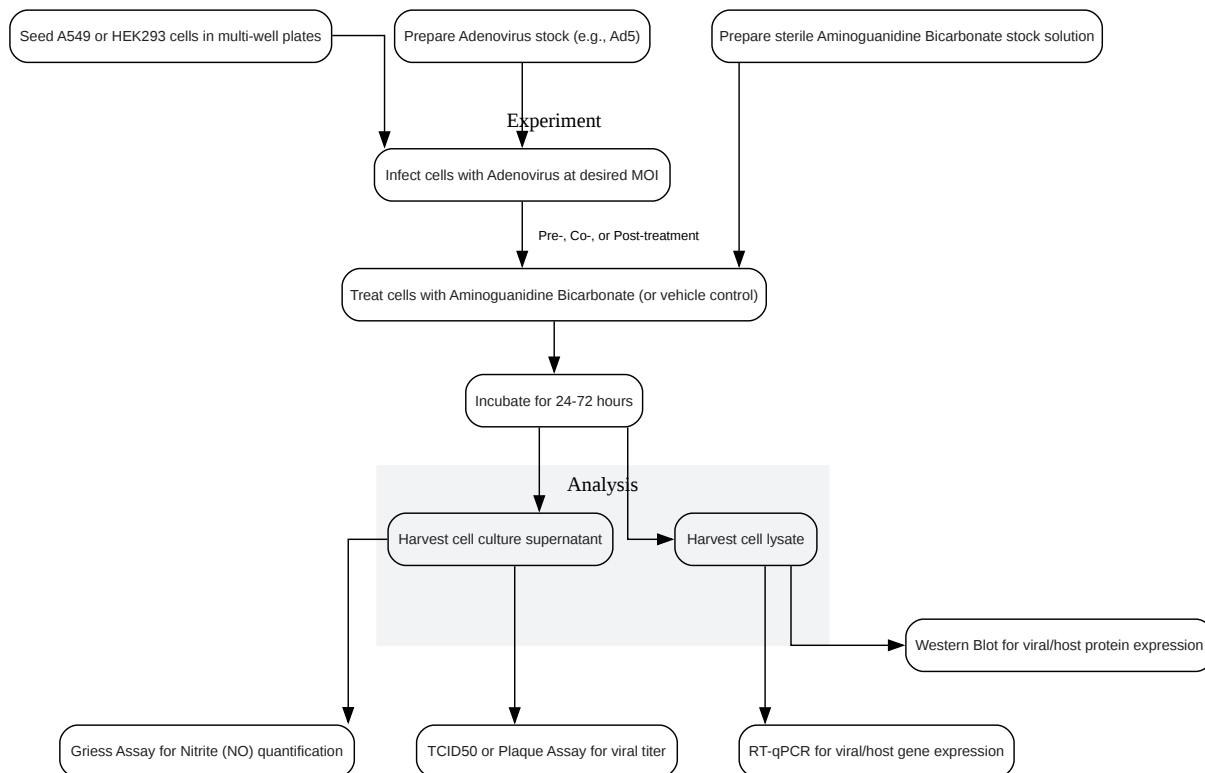 Seed A549 or HEK293 cells in multi-well plates
Prepare Adenovirus stock (e.g., Ad5)
Prepare sterile Aminoguanidine Bicarbonate stock solution
Experiment
Infect cells with Adenovirus at desired MOI
Pre-, Co-, or Post-treatment
Treat cells with Aminoguanidine Bicarbonate (or vehicle control)
Incubate for 24-72 hours
Analysis
Harvest cell culture supernatant
Harvest cell lysate
Western Blot for viral/host protein expression
Griess Assay for Nitrite (NO) quantification
TCID50 or Plaque Assay for viral titer
RT-qPCR for viral/host gene expression